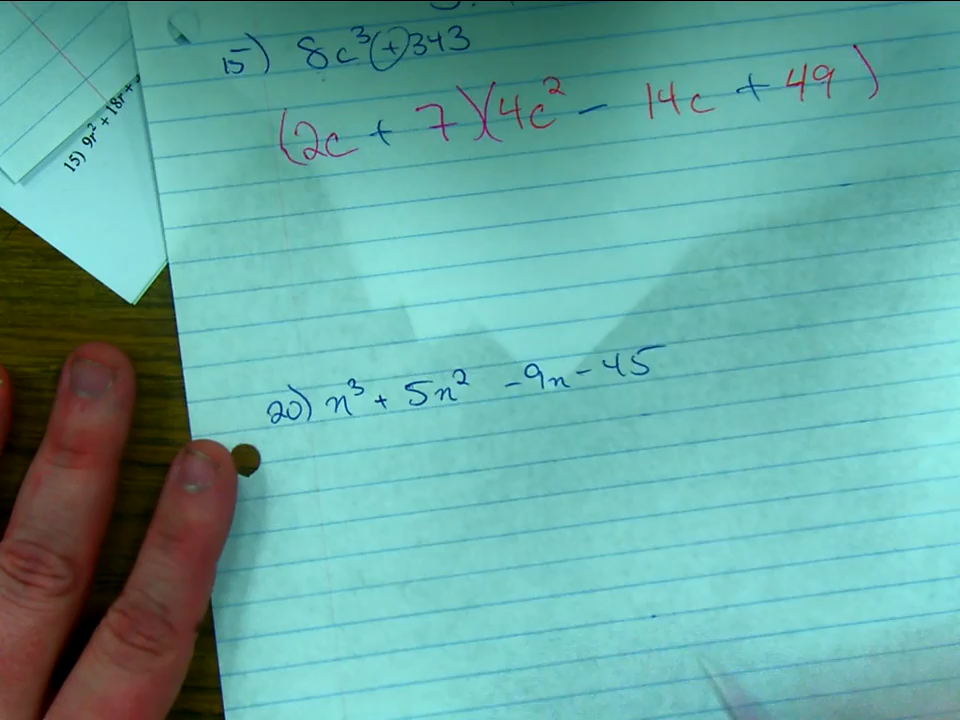 15) 9r² + 18r +
15) 8c³ + 343
(2c + 7)(4c² - 14c + 49)
20) n³ + 5n² - 9n - 45